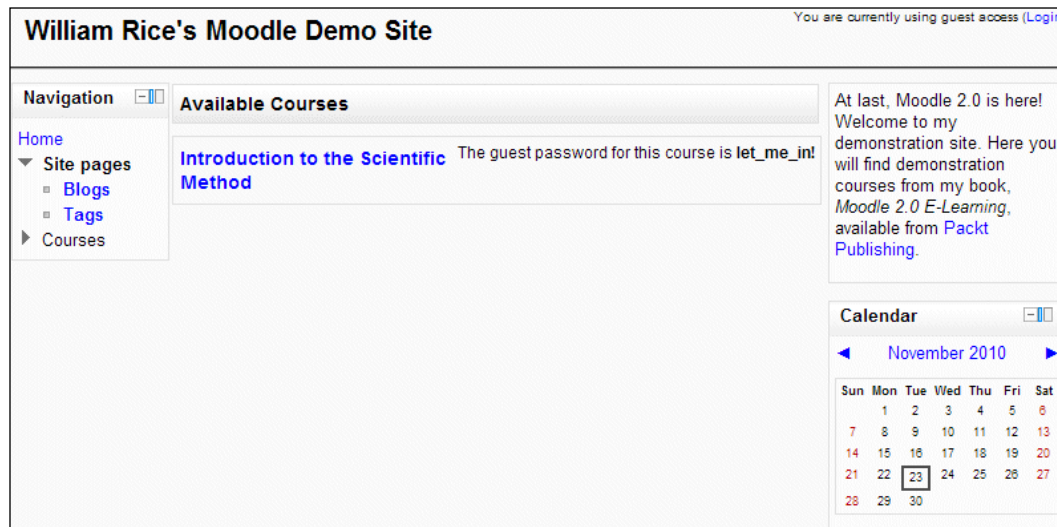 William Rice's Moodle Demo Site
You are currently using guest access (Login
Navigation
Home
Site pages
Blogs
Tags
Courses
Available Courses
Introduction to the Scientific
Method
The guest password for this course is let_me_in!
At last, Moodle 2.0 is here!
Welcome to my
demonstration site. Here you
will find demonstration
courses from my book,
Moodle 2.0 E-Learning,
available from Packt
Publishing.
Calendar
November 2010
Sun Mon Tue Wed Thu Fri Sat
1 2 3 4 5 6
7 8 9 10 11 12 13
14 15 16 17 18 19 20
21 22 23 24 25 26 27
28 29 30